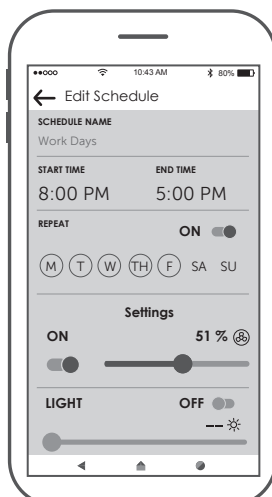 10:43 AM 80%
Edit Schedule
SCHEDULE NAME
Work Days
START TIME END TIME
8:00 PM 5:00 PM
REPEAT ON
M T W TH F SA SU
Settings
ON 51 %
LIGHT OFF
--